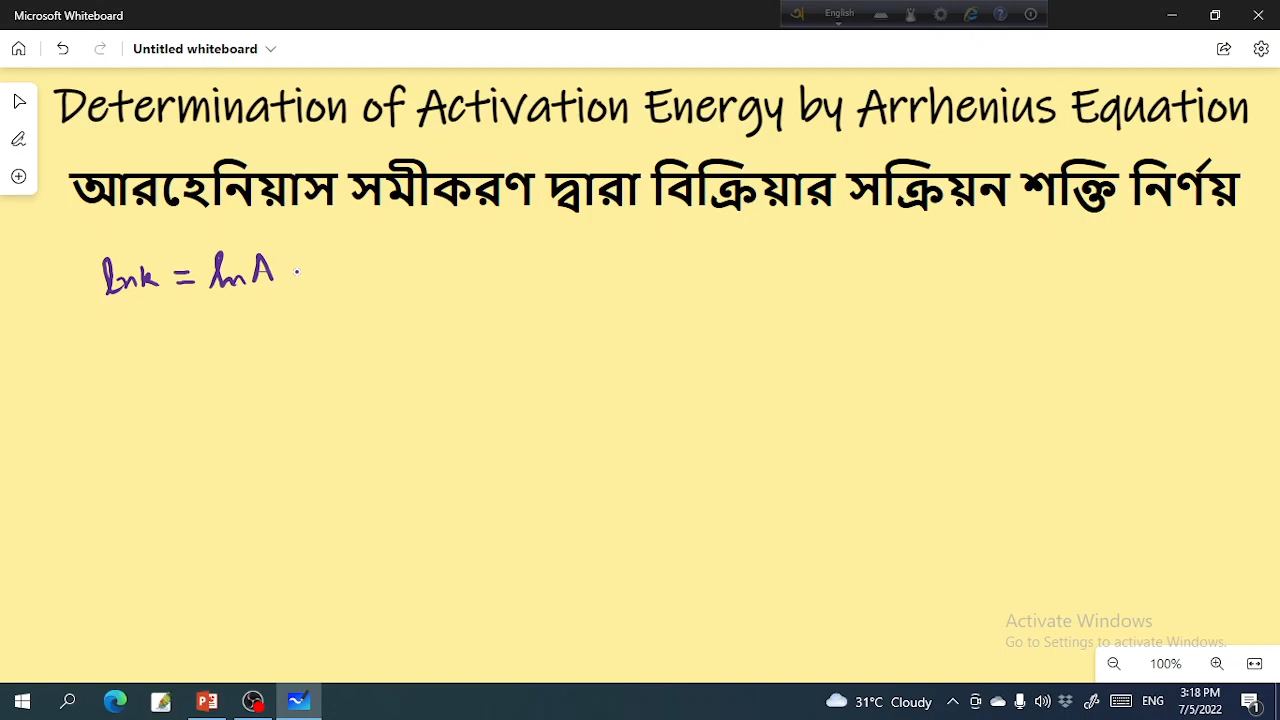 Microsoft Whiteboard
English
Untitled whiteboard
Determination of Activation Energy by Arrhenius Equation
আরহেনিয়াস সমীকরণ দ্বারা বিক্রিয়ার সক্রিয়ন শক্তি নির্ণয়
lnk = lnA
Activate Windows
Go to Settings to activate Windows.
100%
31°C Cloudy
ENG
3:18 PM
7/5/2022